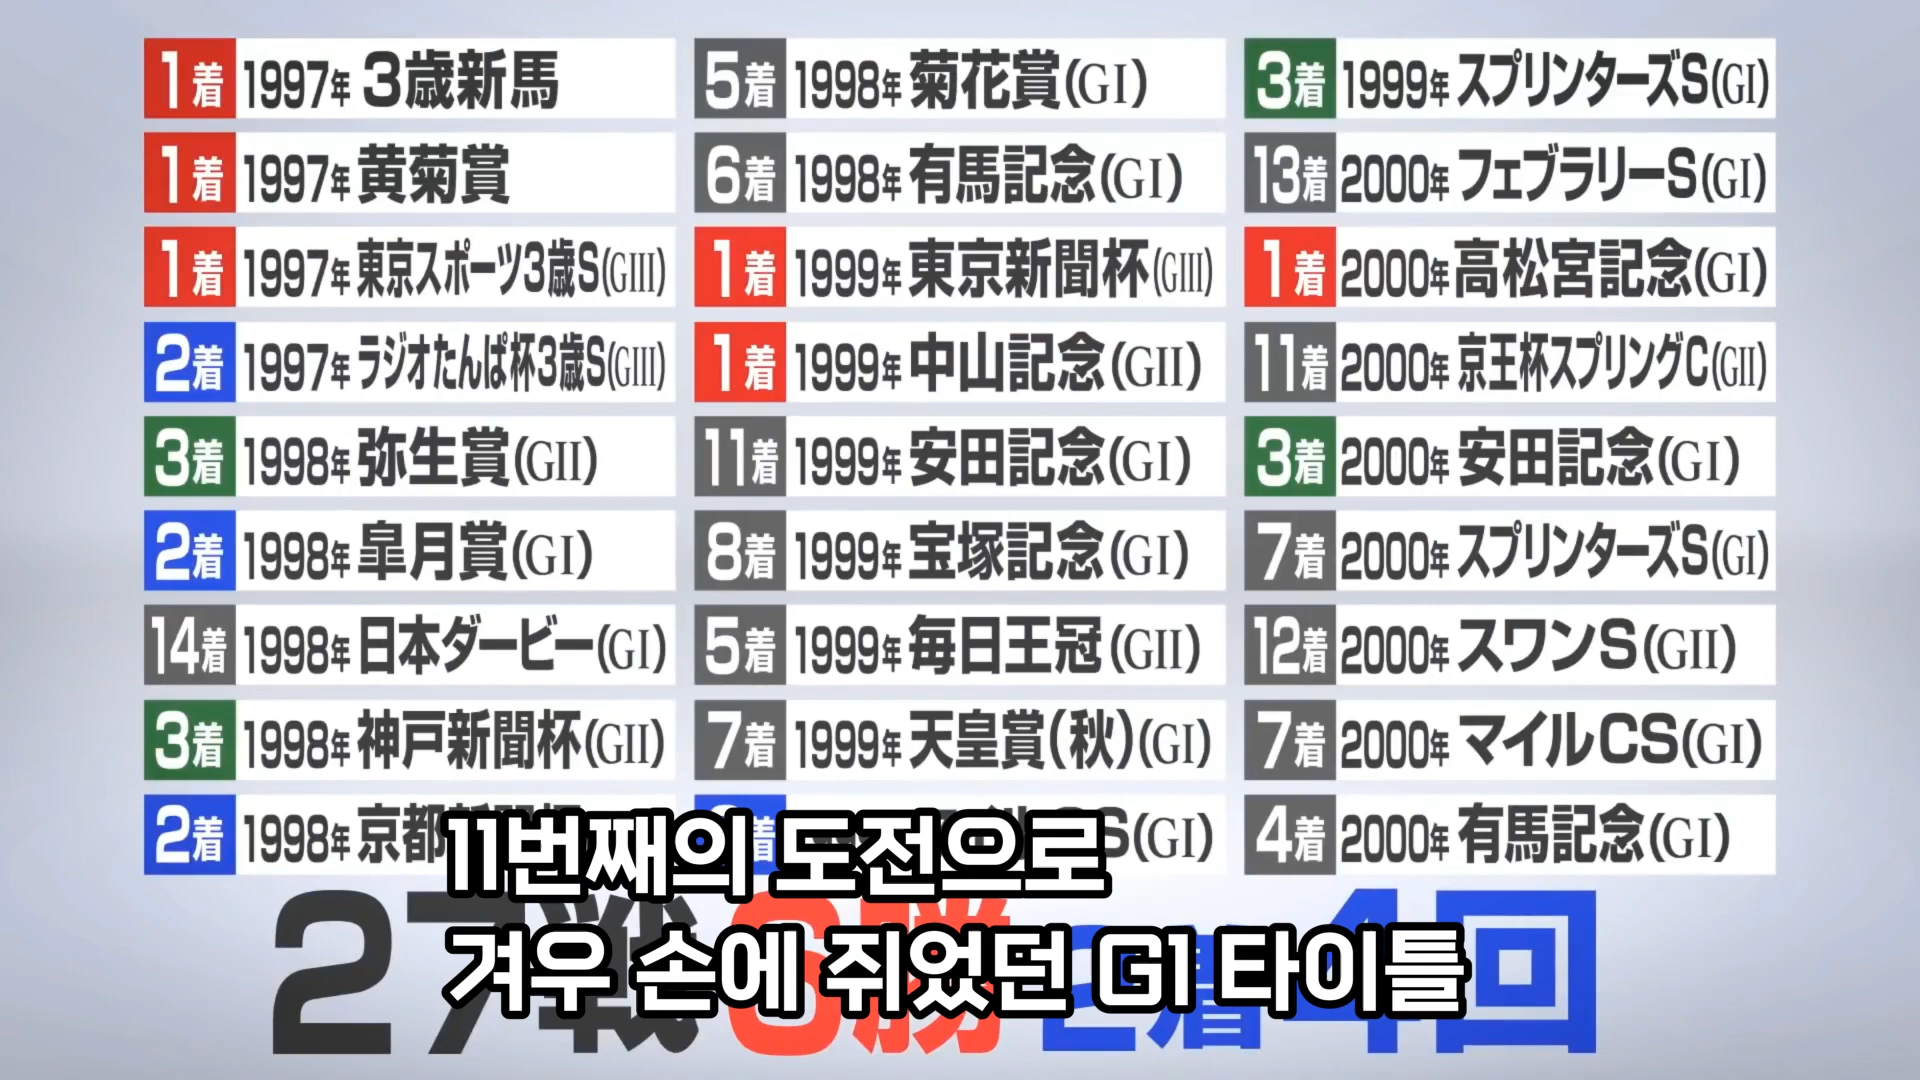 1着 1997年 3歳新馬
1着 1997年 黄菊賞
1着 1997年 東京スポーツ3歳S(GIII)
2着 1997年 ラジオたんぱ杯3歳S(GIII)
3着 1998年 弥生賞(GII)
2着 1998年 皐月賞(GI)
14着 1998年 日本ダービー(GI)
3着 1998年 神戸新聞杯(GII)
2着 1998年 京都
5着 1998年 菊花賞(GI)
6着 1998年 有馬記念(GI)
1着 1999年 東京新聞杯(GIII)
1着 1999年 中山記念(GII)
11着 1999年 安田記念(GI)
8着 1999年 宝塚記念(GI)
5着 1999年 毎日王冠(GII)
7着 1999年 天皇賞(秋)(GI)
着 S(GI)
3着 1999年 スプリンターズS(GI)
13着 2000年 フェブラリーS(GI)
1着 2000年 高松宮記念(GI)
11着 2000年 京王杯スプリングC(GII)
3着 2000年 安田記念(GI)
7着 2000年 スプリンターズS(GI)
12着 2000年 スワンS(GII)
7着 2000年 マイルCS(GI)
4着 2000年 有馬記念(GI)
27戦 6勝 2着4回
11번째의 도전으로
겨우 손에 쥐었던 G1 타이틀